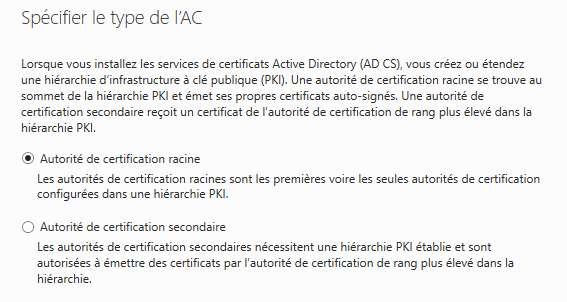 Spécifier le type de l'AC
Lorsque vous installez les services de certificats Active Directory (AD CS), vous créez ou étendez
une hiérarchie d'infrastructure à clé publique (PKI). Une autorité de certification racine se trouve au
sommet de la hiérarchie PKI et émet ses propres certificats auto-signés. Une autorité de
certification secondaire reçoit un certificat de l'autorité de certification de rang plus élevé dans la
hiérarchie PKI.
Autorité de certification racine
Les autorités de certification racines sont les premières voire les seules autorités de certification
configurées dans une hiérarchie PKI.
Autorité de certification secondaire
Les autorités de certification secondaires nécessitent une hiérarchie PKI établie et sont
autorisées à émettre des certificats par l'autorité de certification de rang plus élevé dans la
hiérarchie.